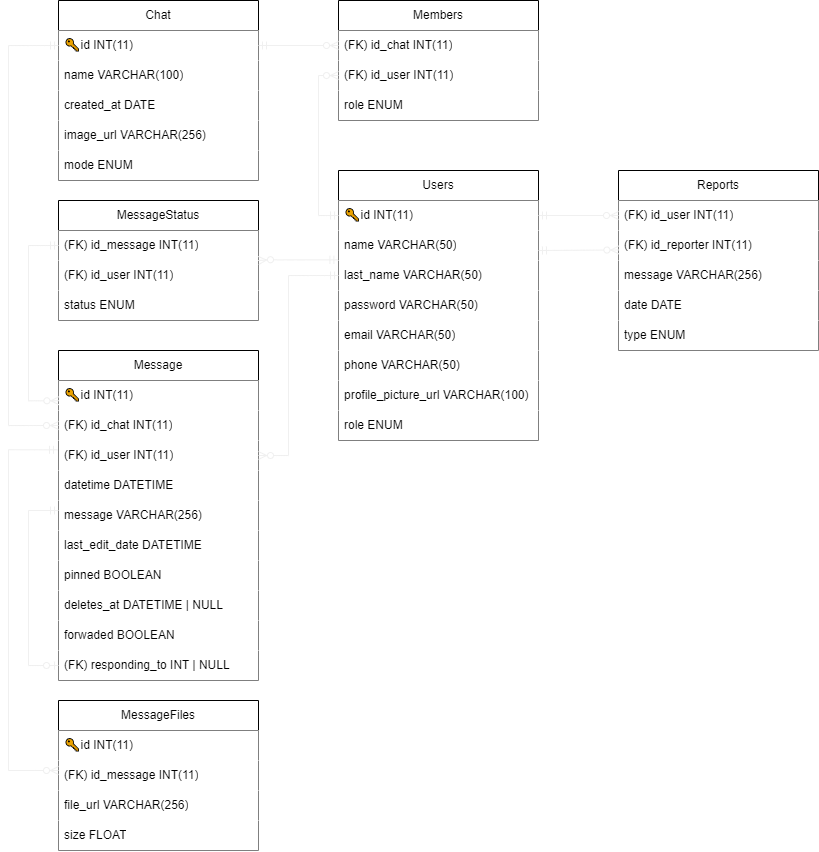 Chat
id INT(11)
name VARCHAR(100)
created_at DATE
image_url VARCHAR(256)
mode ENUM
Members
(FK) id_chat INT(11)
(FK) id_user INT(11)
role ENUM
MessageStatus
(FK) id_message INT(11)
(FK) id_user INT(11)
status ENUM
Users
id INT(11)
name VARCHAR(50)
last_name VARCHAR(50)
password VARCHAR(50)
email VARCHAR(50)
phone VARCHAR(50)
profile_picture_url VARCHAR(100)
role ENUM
Reports
(FK) id_user INT(11)
(FK) id_reporter INT(11)
message VARCHAR(256)
date DATE
type ENUM
Message
id INT(11)
(FK) id_chat INT(11)
(FK) id_user INT(11)
datetime DATETIME
message VARCHAR(256)
last_edit_date DATETIME
pinned BOOLEAN
deletes_at DATETIME | NULL
forwaded BOOLEAN
(FK) responding_to INT | NULL
MessageFiles
id INT(11)
(FK) id_message INT(11)
file_url VARCHAR(256)
size FLOAT